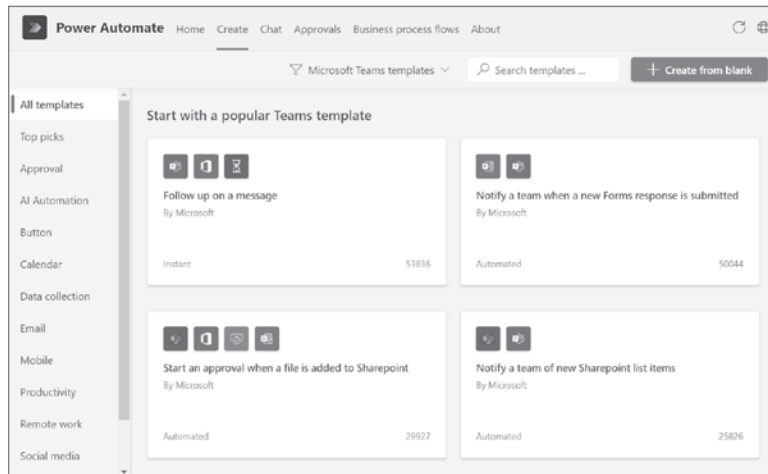 Power Automate Home Create Chat Approvals Business process flows About
Microsoft Teams templates Search templates ... + Create from blank
All templates
Top picks
Approval
AI Automation
Button
Calendar
Data collection
Email
Mobile
Productivity
Remote work
Social media
Start with a popular Teams template
Follow up on a message
By Microsoft
Instant 53836
Notify a team when a new Forms response is submitted
By Microsoft
Automated 50044
Start an approval when a file is added to Sharepoint
By Microsoft
Automated 29927
Notify a team of new Sharepoint list items
By Microsoft
Automated 25826